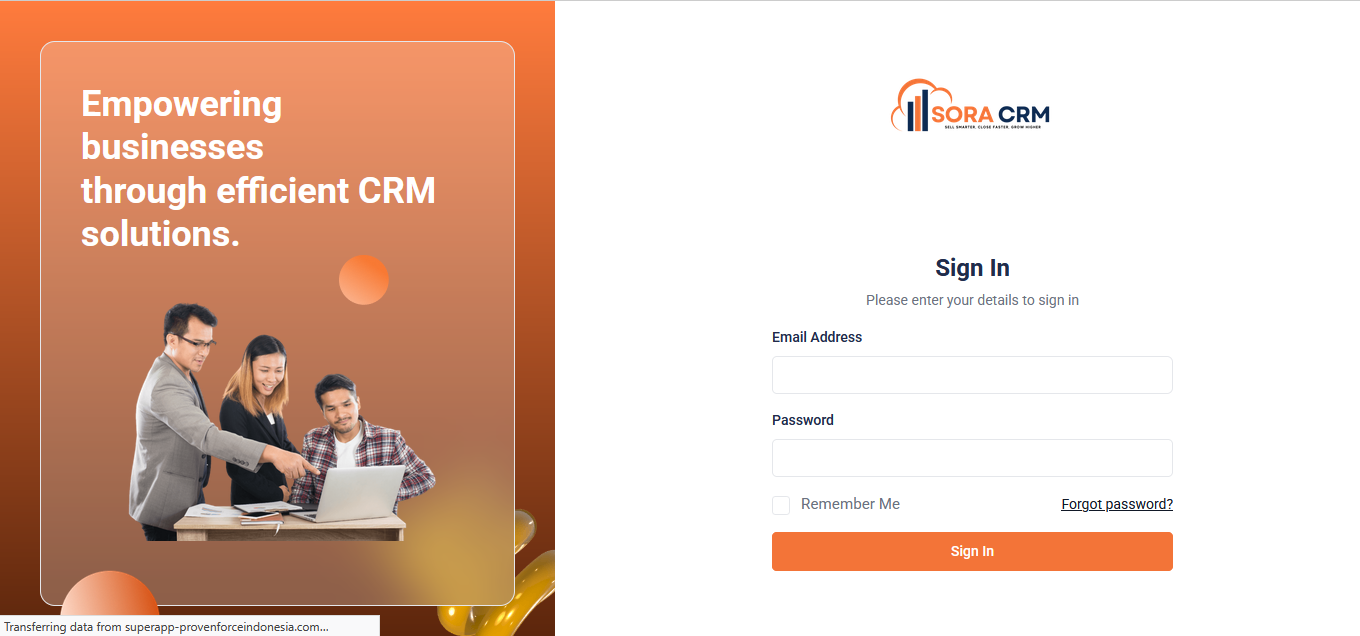 Empowering
businesses
through efficient CRM
solutions.
SORA CRM
SELL SMARTER, CLOSE FASTER, GROW HIGHER
Sign In
Please enter your details to sign in
Email Address
Password
Remember Me
Forgot password?
Sign In
Transferring data from superapp-provenforceindonesia.com...